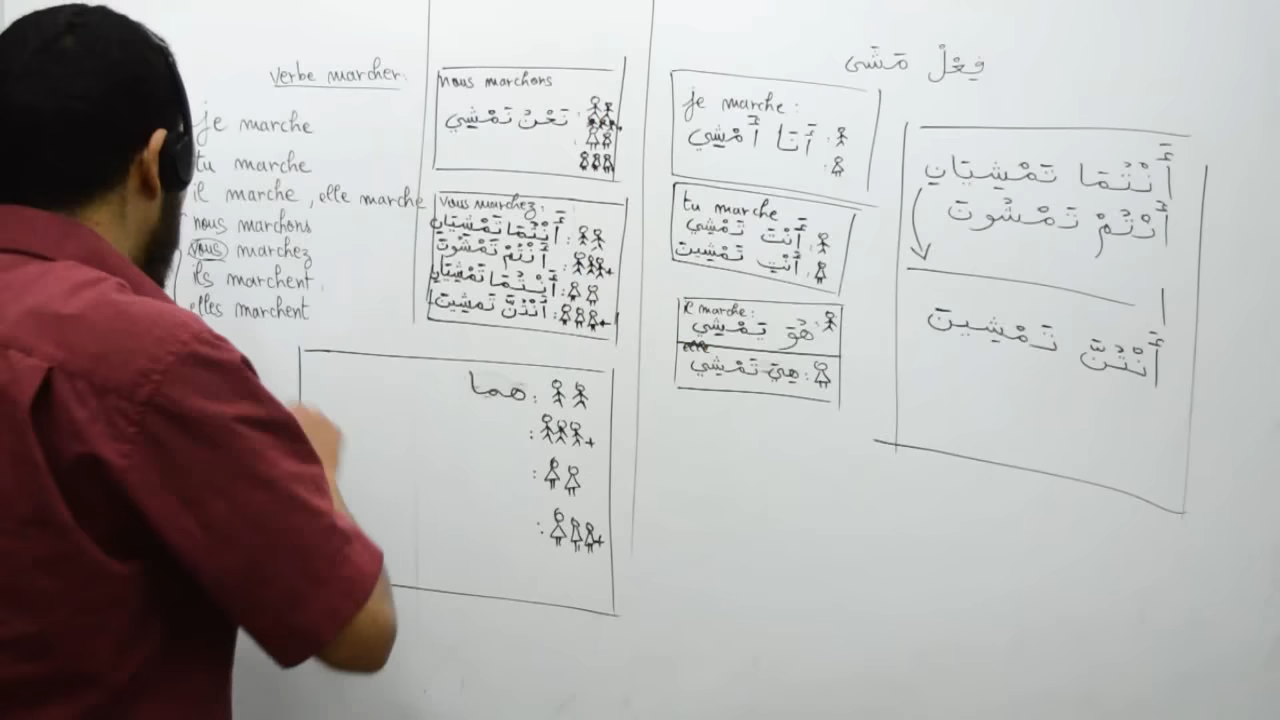 verbe marcher:
je marche
tu marche
il marche, elle marche
nous marchons
vous marchez
ils marchent
elles marchent
nous marchons
نَحْنُ نَمْشِي
vous marchez:
أَنْتُمَا تَمْشِيَانِ :
أَنْتُمْ تَمْشُونَ :
أَنْتُمَا تَمْشِيَانِ :
أَنْتُنَّ تَمْشِينَ :
هما :
je marche:
أَنَا أَمْشِي :
tu marche
أَنْتَ تَمْشِي :
أَنْتِ تَمْشِينَ :
il marche:
هُوَ يَمْشِي :
elle
هِيَ تَمْشِي :
فِعْلْ مَشَى
أَنْتُمَا تَمْشِيَانِ
أَنْتُمْ تَمْشُونَ
أَنْتُنَّ تَمْشِينَ